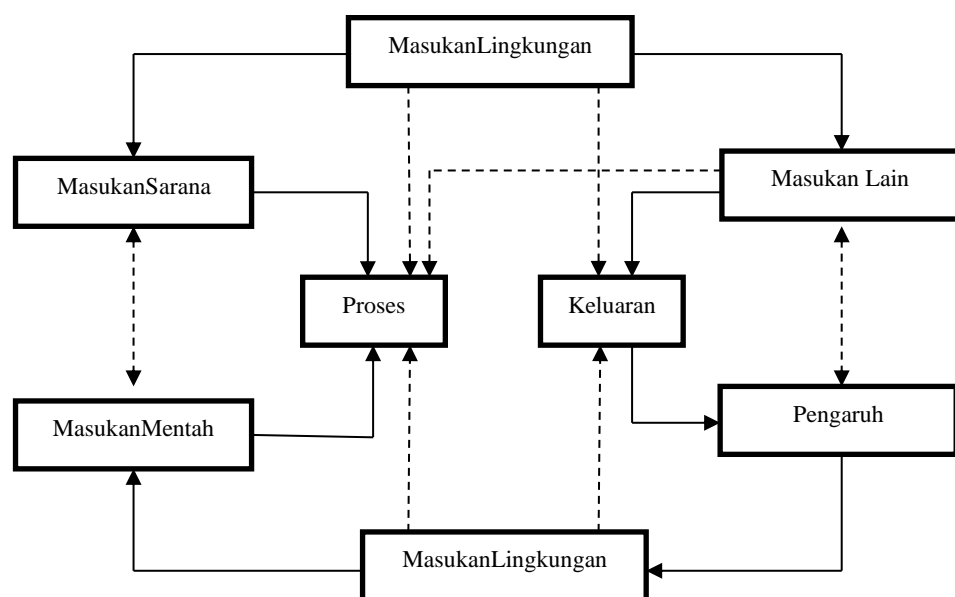 MasukanLingkungan
MasukanSarana
Masukan Lain
Proses
Keluaran
MasukanMentah
Pengaruh
MasukanLingkungan